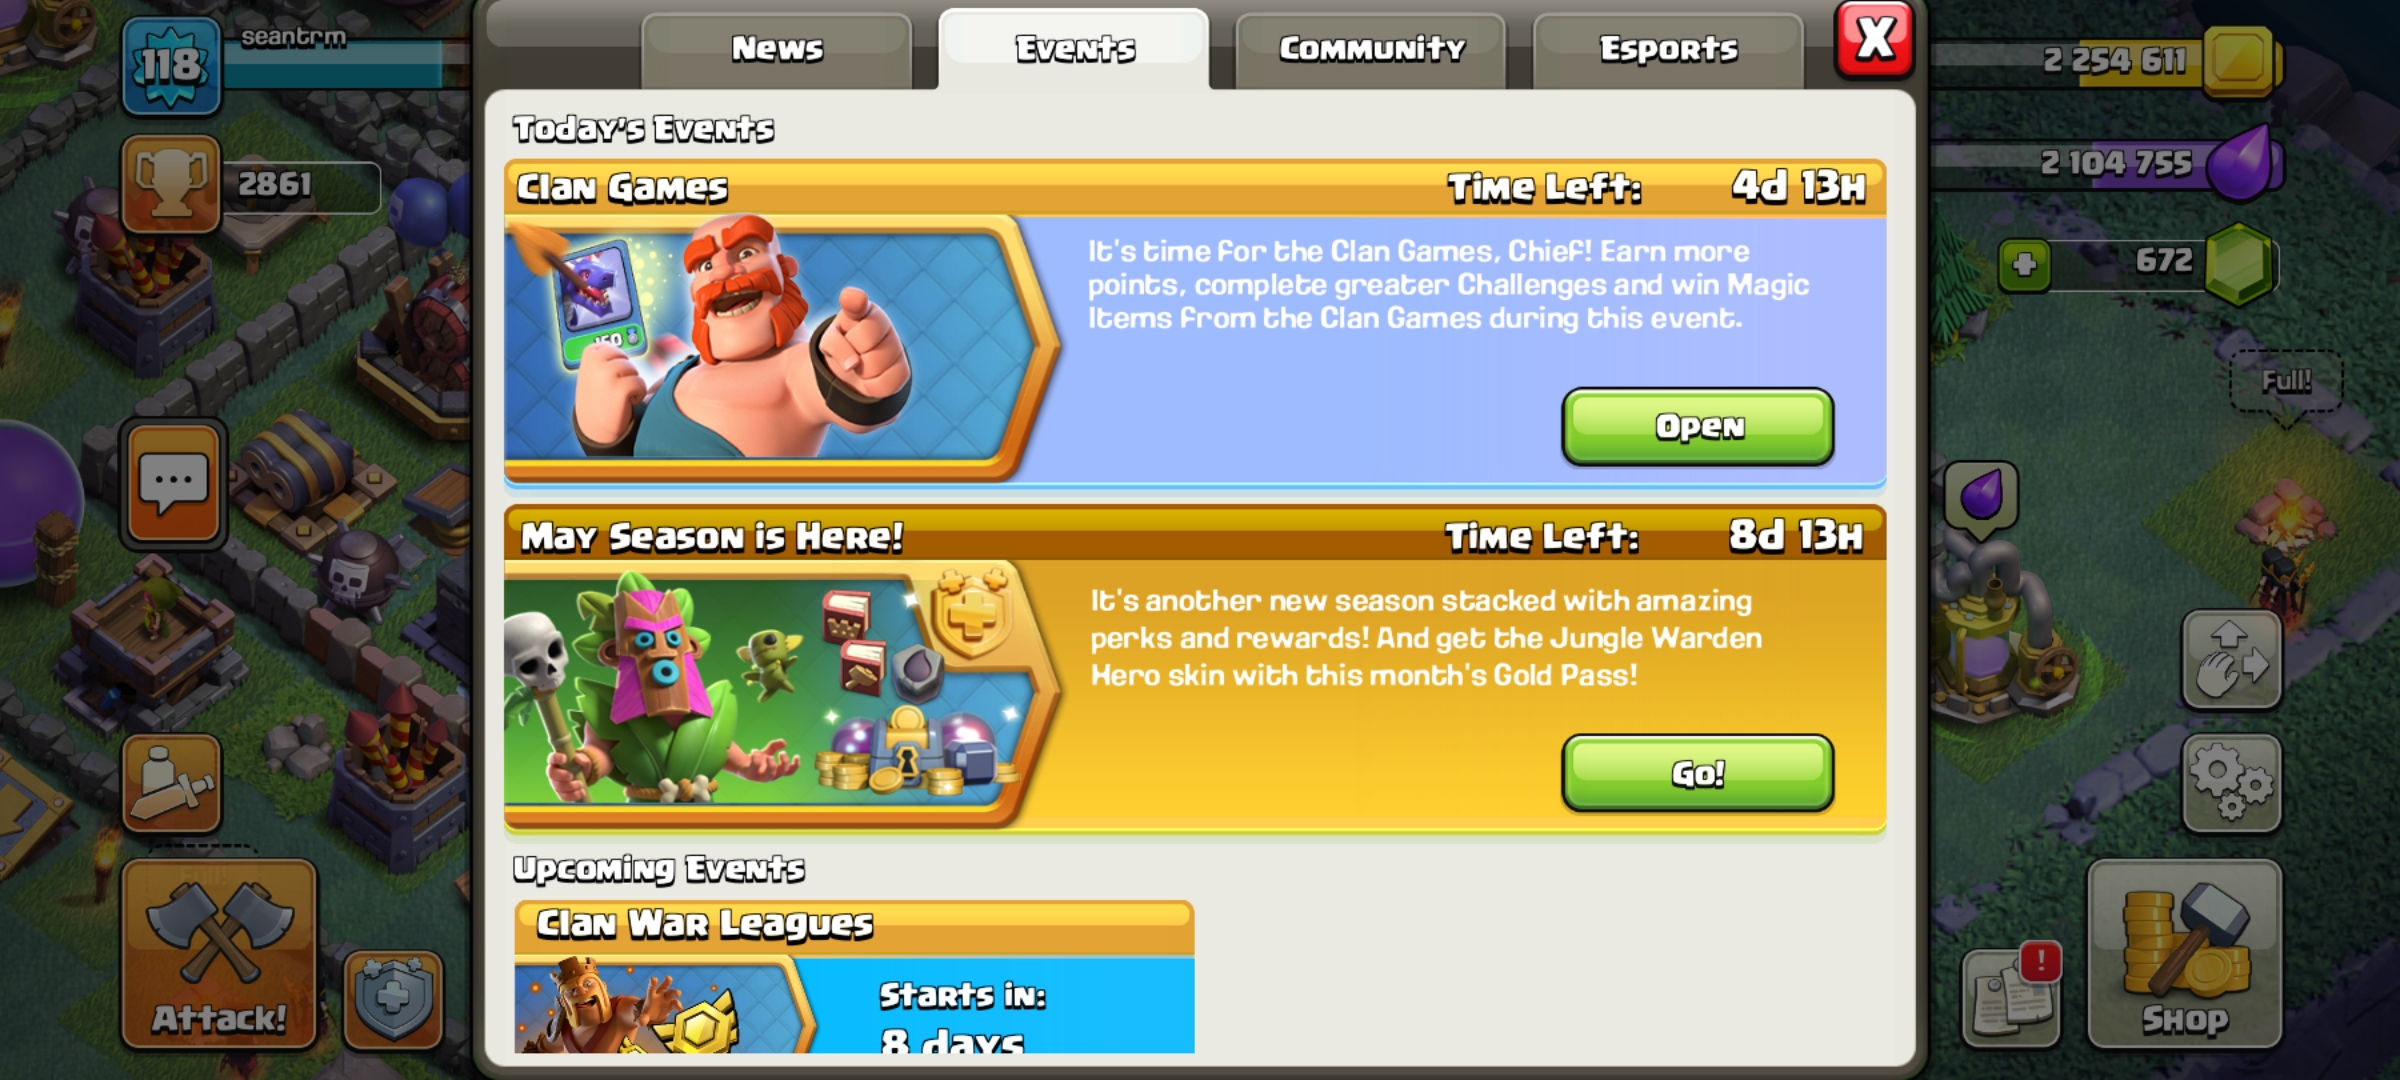 118
seantrm
News
Events
Community
Esports
X
2 254 611
Today's Events
2861
Clan Games
Time Left: 4d 13H
2 104 755
It's time for the Clan Games, Chief! Earn more
points, complete greater Challenges and win Magic
Items from the Clan Games during this event.
672
Full!
Open
May Season is Here!
Time Left: 8d 13H
It's another new season stacked with amazing
perks and rewards! And get the Jungle Warden
Hero skin with this month's Gold Pass!
Go!
Upcoming Events
Clan War Leagues
Starts in:
8 days
Attack!
!
Shop